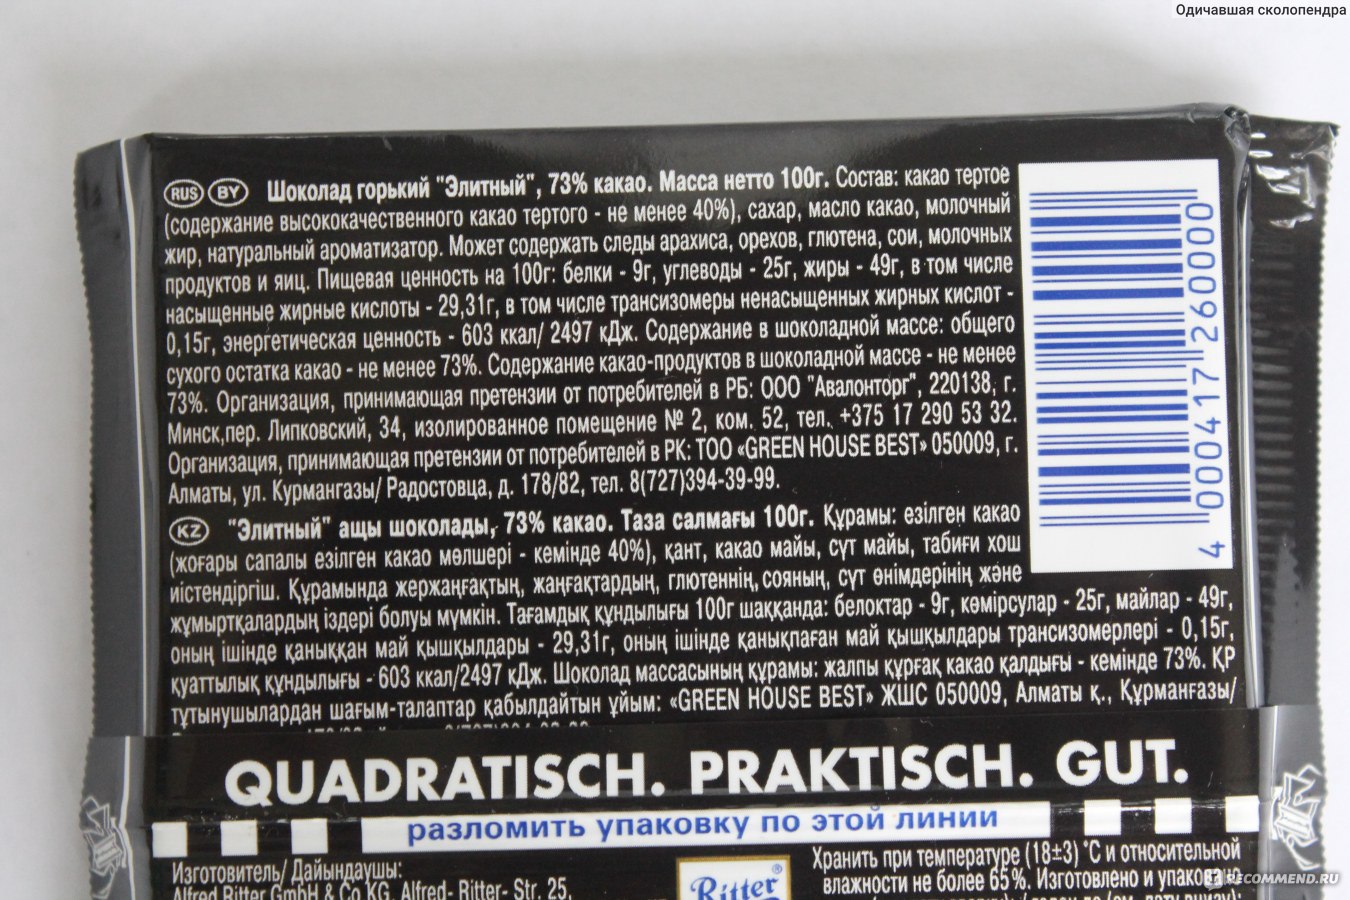 Одичавшая сколопендра
RUS BY Шоколад горький "Элитный", 73% какао. Масса нетто 100г. Состав: какао тертое
(содержание высококачественного какао тертого - не менее 40%), сахар, масло какао, молочный
жир, натуральный ароматизатор. Может содержать следы арахиса, орехов, глютена, сои, молочных
продуктов и яиц. Пищевая ценность на 100г: белки - 9г, углеводы - 25г, жиры - 49г, в том числе
насыщенные жирные кислоты - 29,31г, в том числе трансизомеры ненасыщенных жирных кислот -
0,15г, энергетическая ценность - 603 ккал/ 2497 кДж. Содержание в шоколадной массе: общего
сухого остатка какао - не менее 73%. Содержание какао-продуктов в шоколадной массе - не менее
73%. Организация, принимающая претензии от потребителей в РБ: ООО "Авалонторг", 220138, г.
Минск,пер. Липковский, 34, изолированное помещение № 2, ком. 52, тел. +375 17 290 53 32.
Организация, принимающая претензии от потребителей в РК: ТОО «GREEN HOUSE BEST» 050009, г.
Алматы, ул. Курмангазы/ Радостовца, д. 178/82, тел. 8(727)394-39-99.
4 000417 260000
KZ "Элитный" ащы шоколады, 73% какао. Таза салмағы 100г. Құрамы: езілген какао
(жоғары сапалы езілген какао мөлшері - кемінде 40%), қант, какао майы, сүт майы, табиғи хош
иістендіргіш. Құрамында жержаңғақтың, жаңғақтардың, глютеннің, сояның, сүт өнімдерінің және
жұмыртқалардың іздері болуы мүмкін. Тағамдық құндылығы 100г шаққанда: белоктар - 9г, көмірсулар - 25г, майлар - 49г,
оның ішінде қаныққан май қышқылдары - 29,31г, оның ішінде қанықпаған май қышқылдары трансизомерлері - 0,15г,
қуаттылық құндылығы - 603 ккал/2497 кДж. Шоколад массасының құрамы: жалпы құрғақ какао қалдығы - кемінде 73%. ҚР
тұтынушылардан шағым-талаптар қабылдайтын ұйым: «GREEN HOUSE BEST» ЖШС 050009, Алматы қ., Құрманғазы/
QUADRATISCH. PRAKTISCH. GUT.
разломить упаковку по этой линии
Изготовитель/ Дайындаушы:
Alfred Ritter GmbH & Co KG, Alfred- Ritter- Str. 25,
Ritter
Хранить при температуре (18±3) °С и относительной
влажности не более 65%. Изготовлено и
RECOMMEND.RU